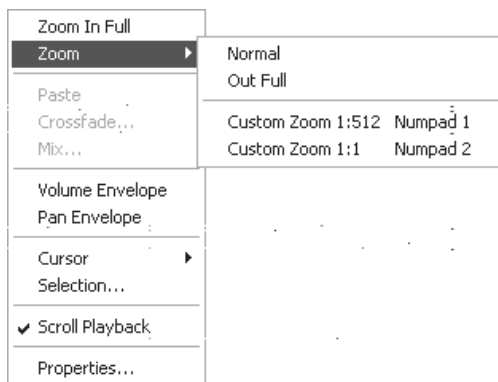 Zoom In Full
Zoom
Normal
Out Full
Custom Zoom 1:512 Numpad 1
Custom Zoom 1:1 Numpad 2
Paste
Crossfade...
Mix...
Volume Envelope
Pan Envelope
Cursor
Selection...
Scroll Playback
Properties...